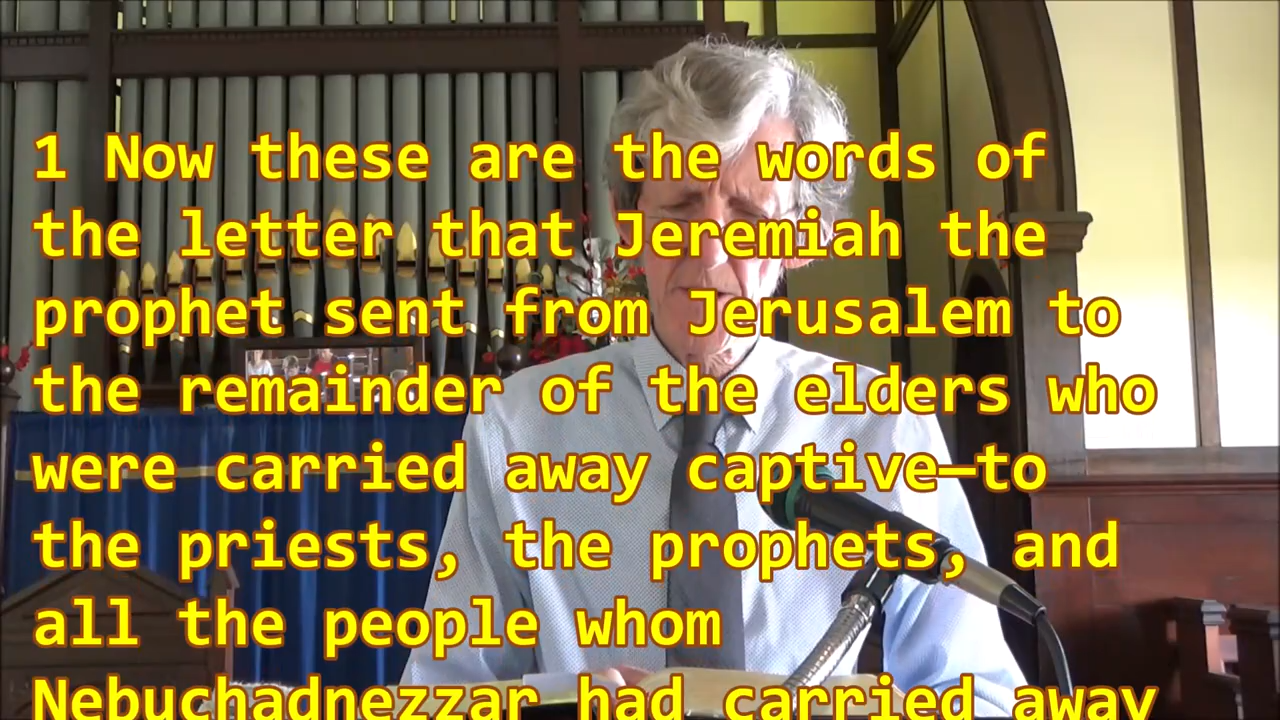 1 Now these are the words of
the letter that Jeremiah the
prophet sent from Jerusalem to
the remainder of the elders who
were carried away captive—to
the priests, the prophets, and
all the people whom
Nebuchadnezzar had carried away